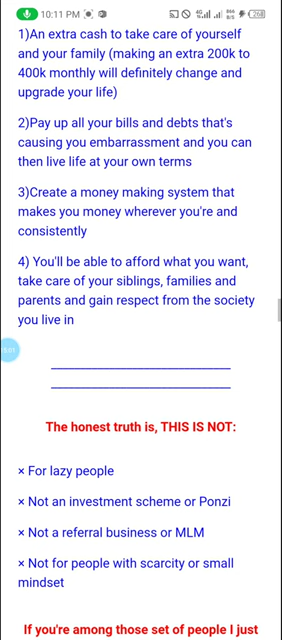 10:11 PM
1)An extra cash to take care of yourself
and your family (making an extra 200k to
400k monthly will definitely change and
upgrade your life)
2)Pay up all your bills and debts that's
causing you embarrassment and you can
then live life at your own terms
3)Create a money making system that
makes you money wherever you're and
consistently
4) You'll be able to afford what you want,
take care of your siblings, families and
parents and gain respect from the society
you live in
The honest truth is, THIS IS NOT:
× For lazy people
× Not an investment scheme or Ponzi
× Not a referral business or MLM
× Not for people with scarcity or small
mindset
If you're among those set of people I just